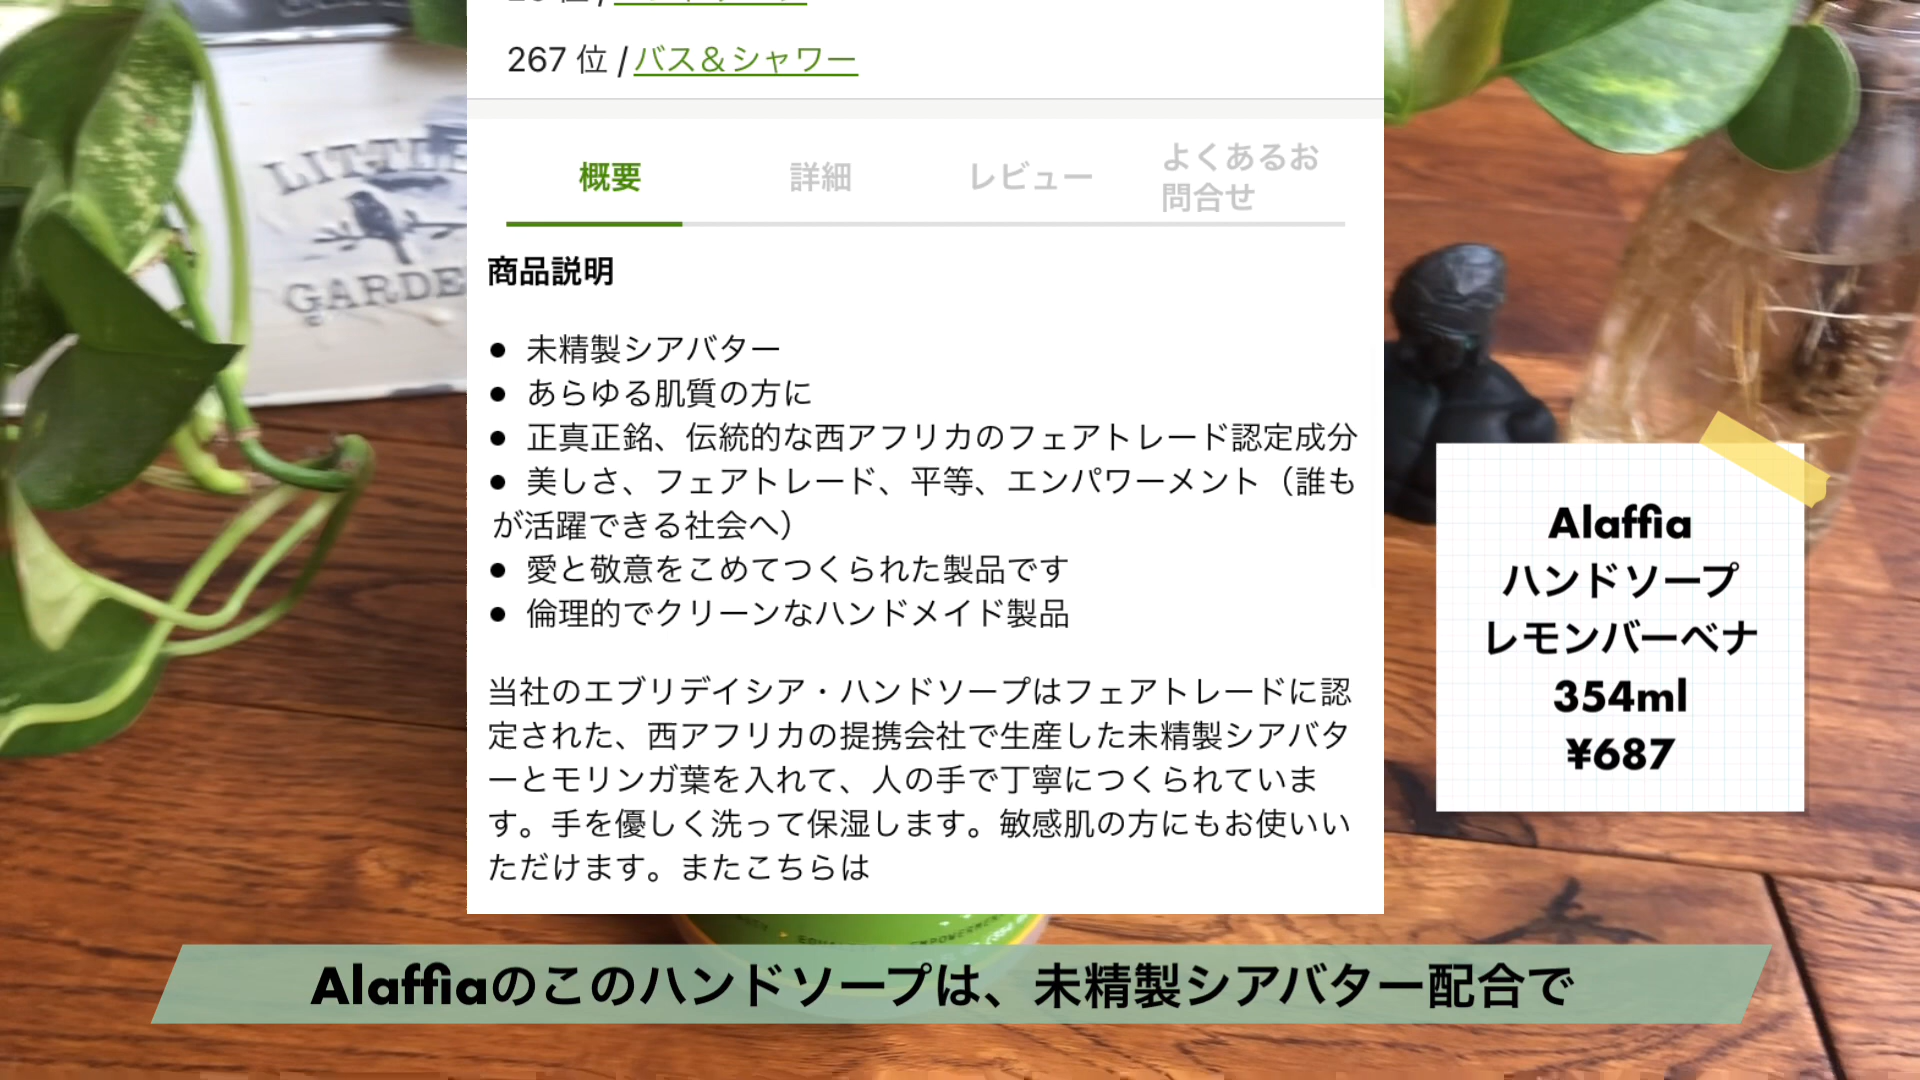 267 位 / バス＆シャワー
概要
詳細
レビュー
よくあるお
問合せ
商品説明
● 未精製シアバター
● あらゆる肌質の方に
● 正真正銘、伝統的な西アフリカのフェアトレード認定成分
● 美しさ、フェアトレード、平等、エンパワーメント（誰も
が活躍できる社会へ）
● 愛と敬意をこめてつくられた製品です
● 倫理的でクリーンなハンドメイド製品
当社のエブリデイシア・ハンドソープはフェアトレードに認
定された、西アフリカの提携会社で生産した未精製シアバタ
ーとモリンガ葉を入れて、人の手で丁寧につくられていま
す。手を優しく洗って保湿します。敏感肌の方にもお使いい
ただけます。またこちらは
LITTLE
GARDE
Alaffia
ハンドソープ
レモンバーベナ
354ml
¥687
Alaffiaのこのハンドソープは、未精製シアバター配合で